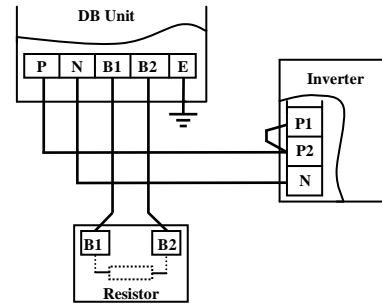 DB Unit
P N B1 B2 E
Inverter
P1
P2
N
B1 B2
Resistor